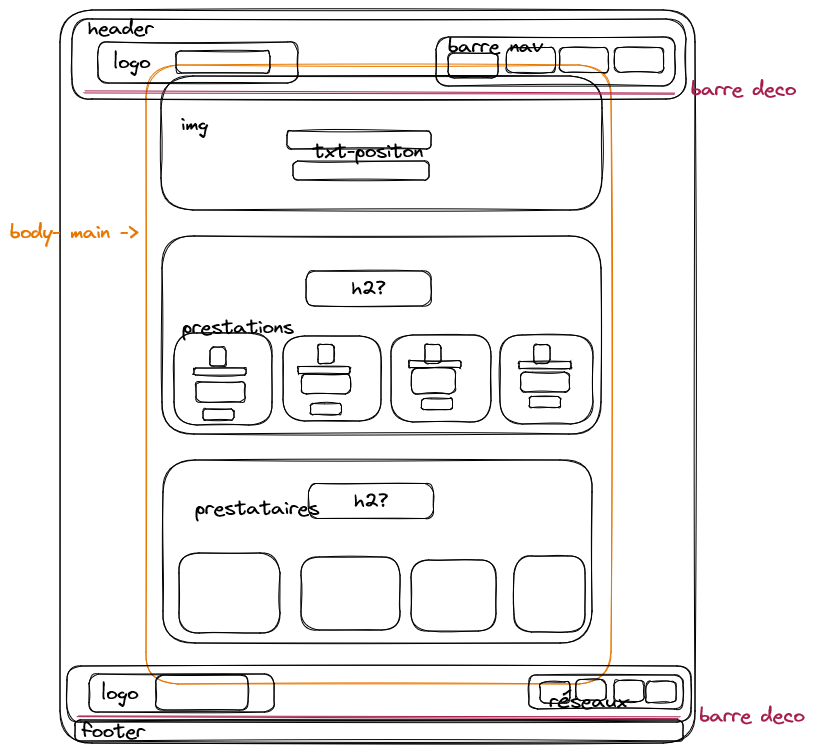 header
logo
barre nav
barre deco
img
txt-positon
body- main ->
h2?
prestations
h2?
prestataires
logo
réseaux
barre deco
footer